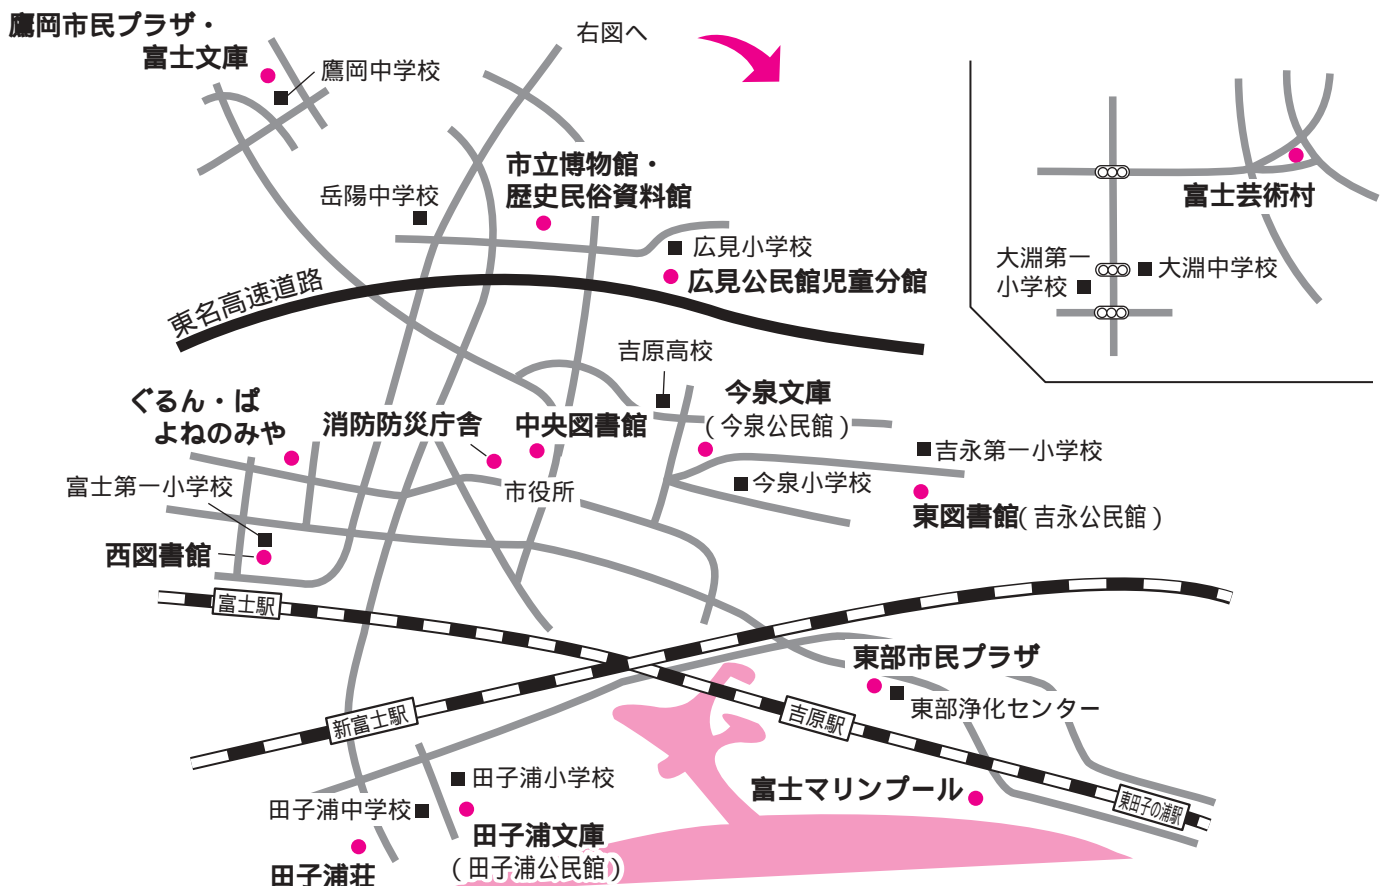 鷹岡市民プラザ・
富士文庫
鷹岡中学校
右図へ
市立博物館・
歴史民俗資料館
岳陽中学校
広見小学校
広見公民館児童分館
東名高速道路
富士芸術村
大淵第一
小学校
大淵中学校
吉原高校
今泉文庫
(今泉公民館)
ぐるん・ぱ
よねのみや
消防防災庁舎
中央図書館
吉永第一小学校
富士第一小学校
市役所
今泉小学校
東図書館(吉永公民館)
西図書館
富士駅
新富士駅
吉原駅
東部市民プラザ
東部浄化センター
田子浦小学校
田子浦中学校
富士マリンプール
東田子の浦駅
田子浦文庫
(田子浦公民館)
田子浦荘